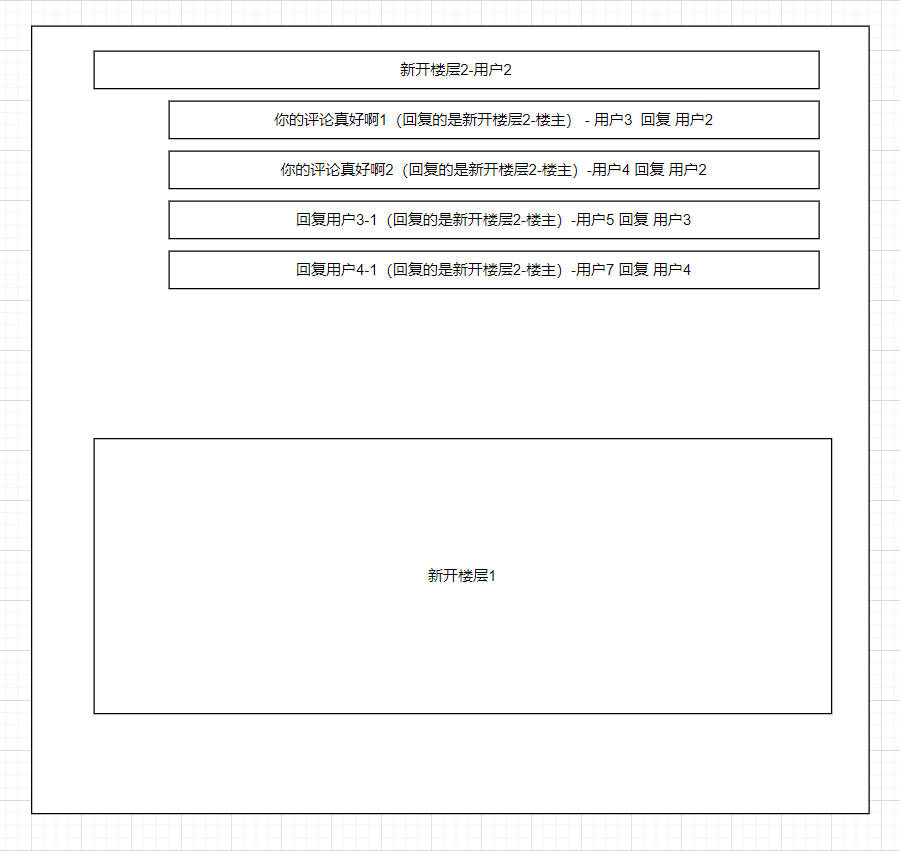 新开楼层2-用户2
你的评论真好啊1（回复的是新开楼层2-楼主） - 用户3  回复 用户2
你的评论真好啊2（回复的是新开楼层2-楼主）-用户4 回复 用户2
回复用户3-1（回复的是新开楼层2-楼主）-用户5 回复 用户3
回复用户4-1（回复的是新开楼层2-楼主）-用户7 回复 用户4
新开楼层1